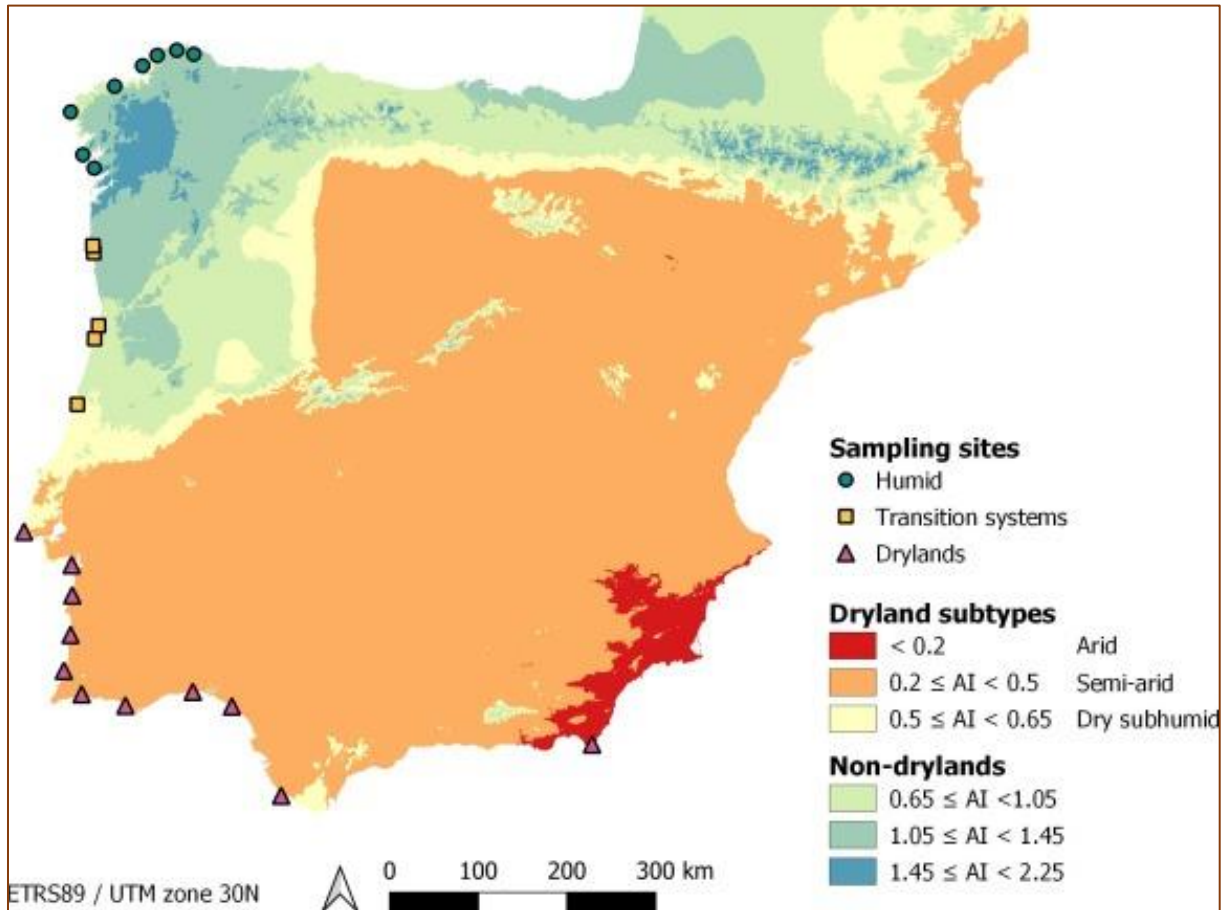 Sampling sites
Humid
Transition systems
Drylands
Dryland subtypes
< 0.2 Arid
0.2 ≤ AI < 0.5 Semi-arid
0.5 ≤ AI < 0.65 Dry subhumid
Non-drylands
0.65 ≤ AI <1.05
1.05 ≤ AI < 1.45
1.45 ≤ AI < 2.25
0 100 200 300 km
ETRS89 / UTM zone 30N